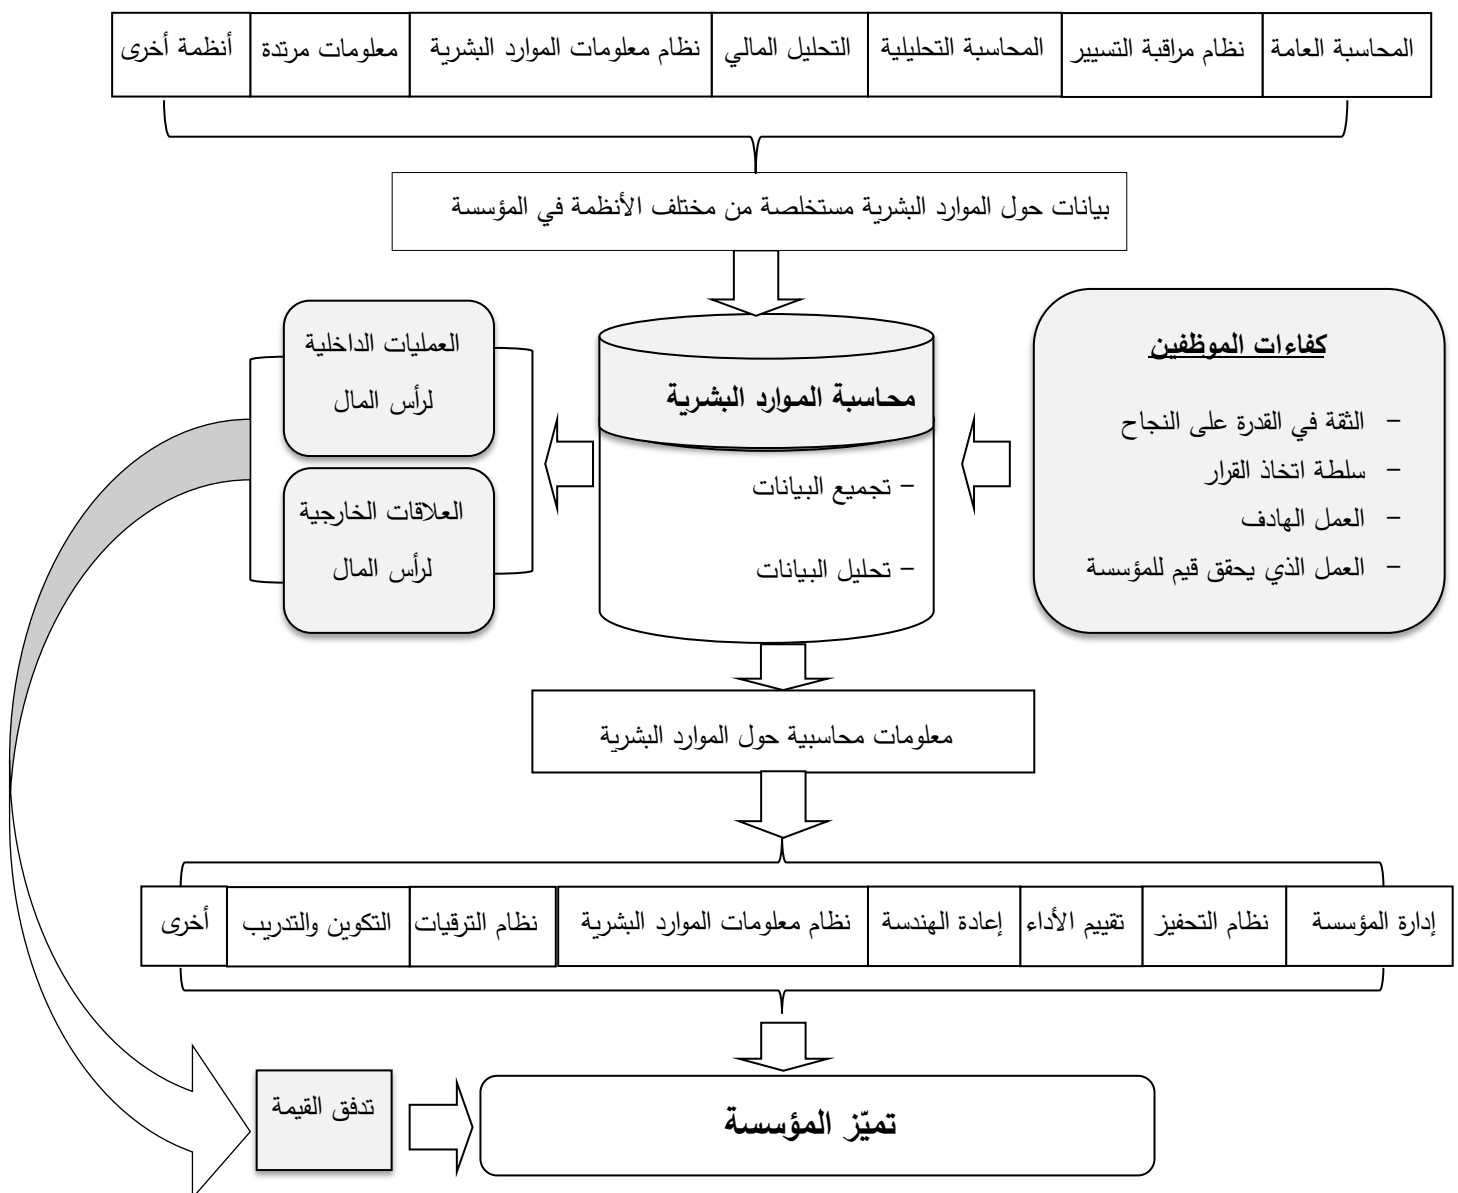 المحاسبة العامة
نظام مراقبة التسيير
المحاسبة التحليلية
التحليل المالي
نظام معلومات الموارد البشرية
معلومات مرتدة
أنظمة أخرى
بيانات حول الموارد البشرية مستخلصة من مختلف الأنظمة في المؤسسة
كفاءات الموظفين
- الثقة في القدرة على النجاح
- سلطة اتخاذ القرار
- العمل الهادف
- العمل الذي يحقق قيم للمؤسسة
محاسبة الموارد البشرية
- تجميع البيانات
- تحليل البيانات
العمليات الداخلية
لرأس المال
العلاقات الخارجية
لرأس المال
معلومات محاسبية حول الموارد البشرية
إدارة المؤسسة
نظام التحفيز
تقييم الأداء
إعادة الهندسة
نظام معلومات الموارد البشرية
نظام الترقيات
التكوين والتدريب
أخرى
تدفق القيمة
تميّز المؤسسة